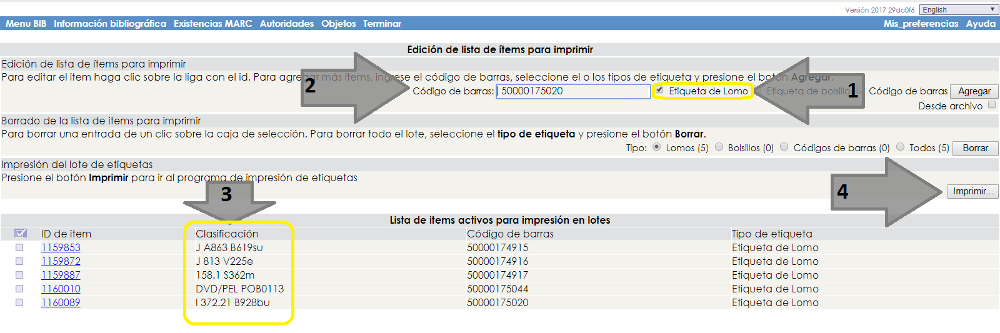 Versión 2017 29dc0f6 English
Menu BIB Información bibliográfica Existencias MARC Autoridades Objetos Terminar Mis_preferencias Ayuda
Edición de lista de ítems para imprimir
Edición de lista de ítems para imprimir
Para editar el item haga clic sobre la liga con el id. Para agregar más ítems, ingrese el código de barras, seleccione el o los tipos de etiqueta y presione el botón Agregar.
2 Código de barras: 50000175020 Etiqueta de Lomo Etiqueta de bolsillo 1 Código de barras Agregar
Desde archivo
Borrado de la lista de items para imprimir
Para borrar una entrada de un clic sobre la caja de selección. Para borrar todo el lote, seleccione el tipo de etiqueta y presione el botón Borrar.
Tipo: Lomos (5) Bolsillos (0) Códigos de barras (0) Todos (5) Borrar
Impresión del lote de etiquetas
Presione el botón Imprimir para ir al programa de impresión de etiquetas
3 4 Imprimir...
Lista de items activos para impresión en lotes
ID de item Clasificación Código de barras Tipo de etiqueta
1159853 J A863 B619su 50000174915 Etiqueta de Lomo
1159872 J 813 V225e 50000174916 Etiqueta de Lomo
1159887 158.1 S362m 50000174917 Etiqueta de Lomo
1160010 DVD/PEL POB0113 50000175044 Etiqueta de Lomo
1160089 I 372.21 B928bu 50000175020 Etiqueta de Lomo